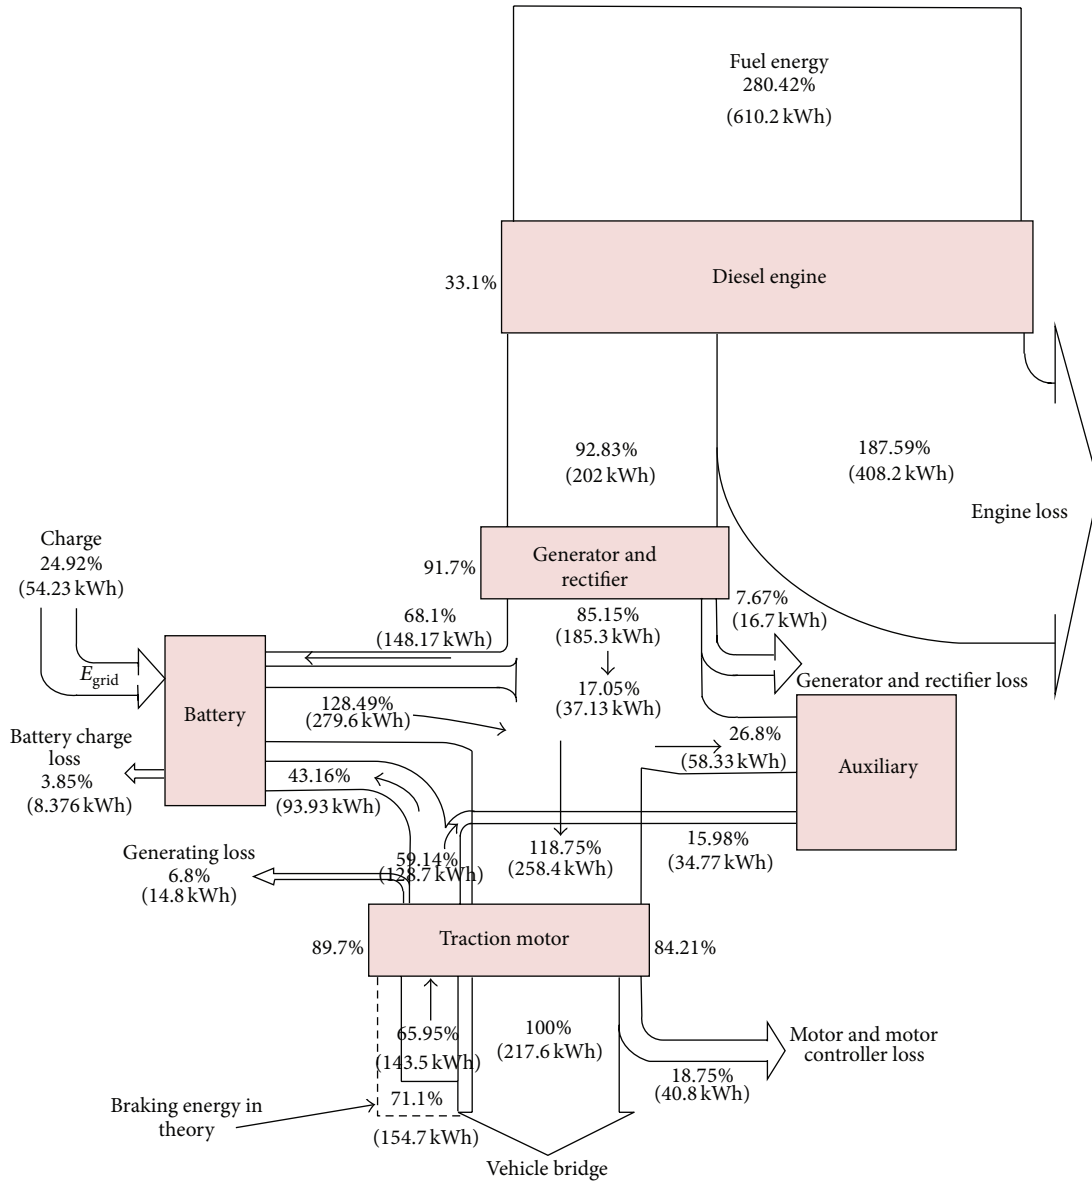 Fuel energy
280.42%
(610.2 kWh)
33.1%
Diesel engine
92.83%
(202 kWh)
187.59%
(408.2 kWh)
Engine loss
Charge
24.92%
(54.23 kWh)
91.7%
Generator and
rectifier
68.1%
(148.17 kWh)
85.15%
(185.3 kWh)
7.67%
(16.7 kWh)
Egrid
17.05%
(37.13 kWh)
Generator and rectifier loss
Battery
128.49%
(279.6 kWh)
26.8%
(58.33 kWh)
Auxiliary
Battery charge
loss
3.85%
(8.376 kWh)
43.16%
(93.93 kWh)
Generating loss
6.8%
(14.8 kWh)
59.14%
(128.7 kWh)
118.75%
(258.4 kWh)
15.98%
(34.77 kWh)
89.7%
Traction motor
84.21%
65.95%
(143.5 kWh)
100%
(217.6 kWh)
Motor and motor
controller loss
18.75%
(40.8 kWh)
Braking energy in
theory
71.1%
(154.7 kWh)
Vehicle bridge